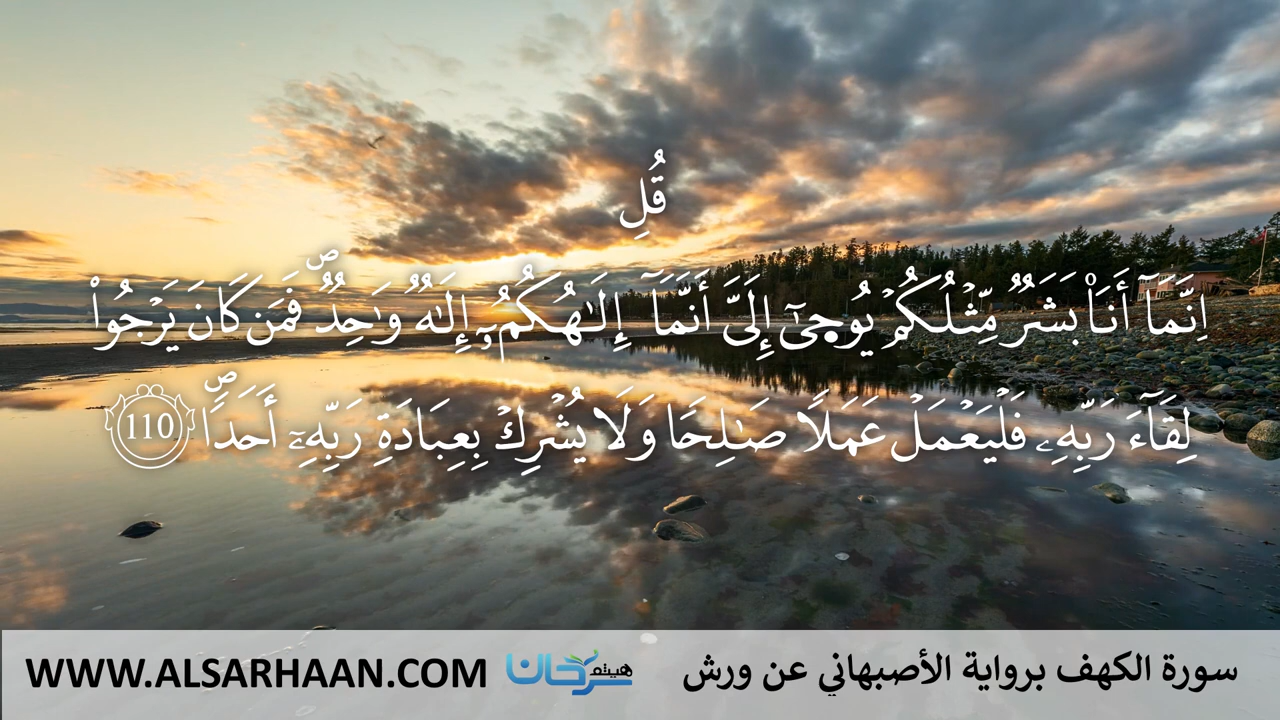 قُلِ
اِنَّمَآ أَنَا۠ بَشَرٌ مِّثْلُكُمْ يُوحَىٰٓ إِلَىَّ أَنَّمَآ إِلَٰهُكُمُۥٓ إِلَٰهٌ وَٰحِدٌ فَمَن كَانَ يَرْجُوا۟
لِقَآءَ رَبِّهِۦ فَلْيَعْمَلْ عَمَلًا صَٰلِحًا وَلَا يُشْرِكْ بِعِبَادَةِ رَبِّهِۦٓ أَحَدًا 110
سورة الكهف برواية الأصبهاني عن ورش هيثم سرحان WWW.ALSARHAAN.COM